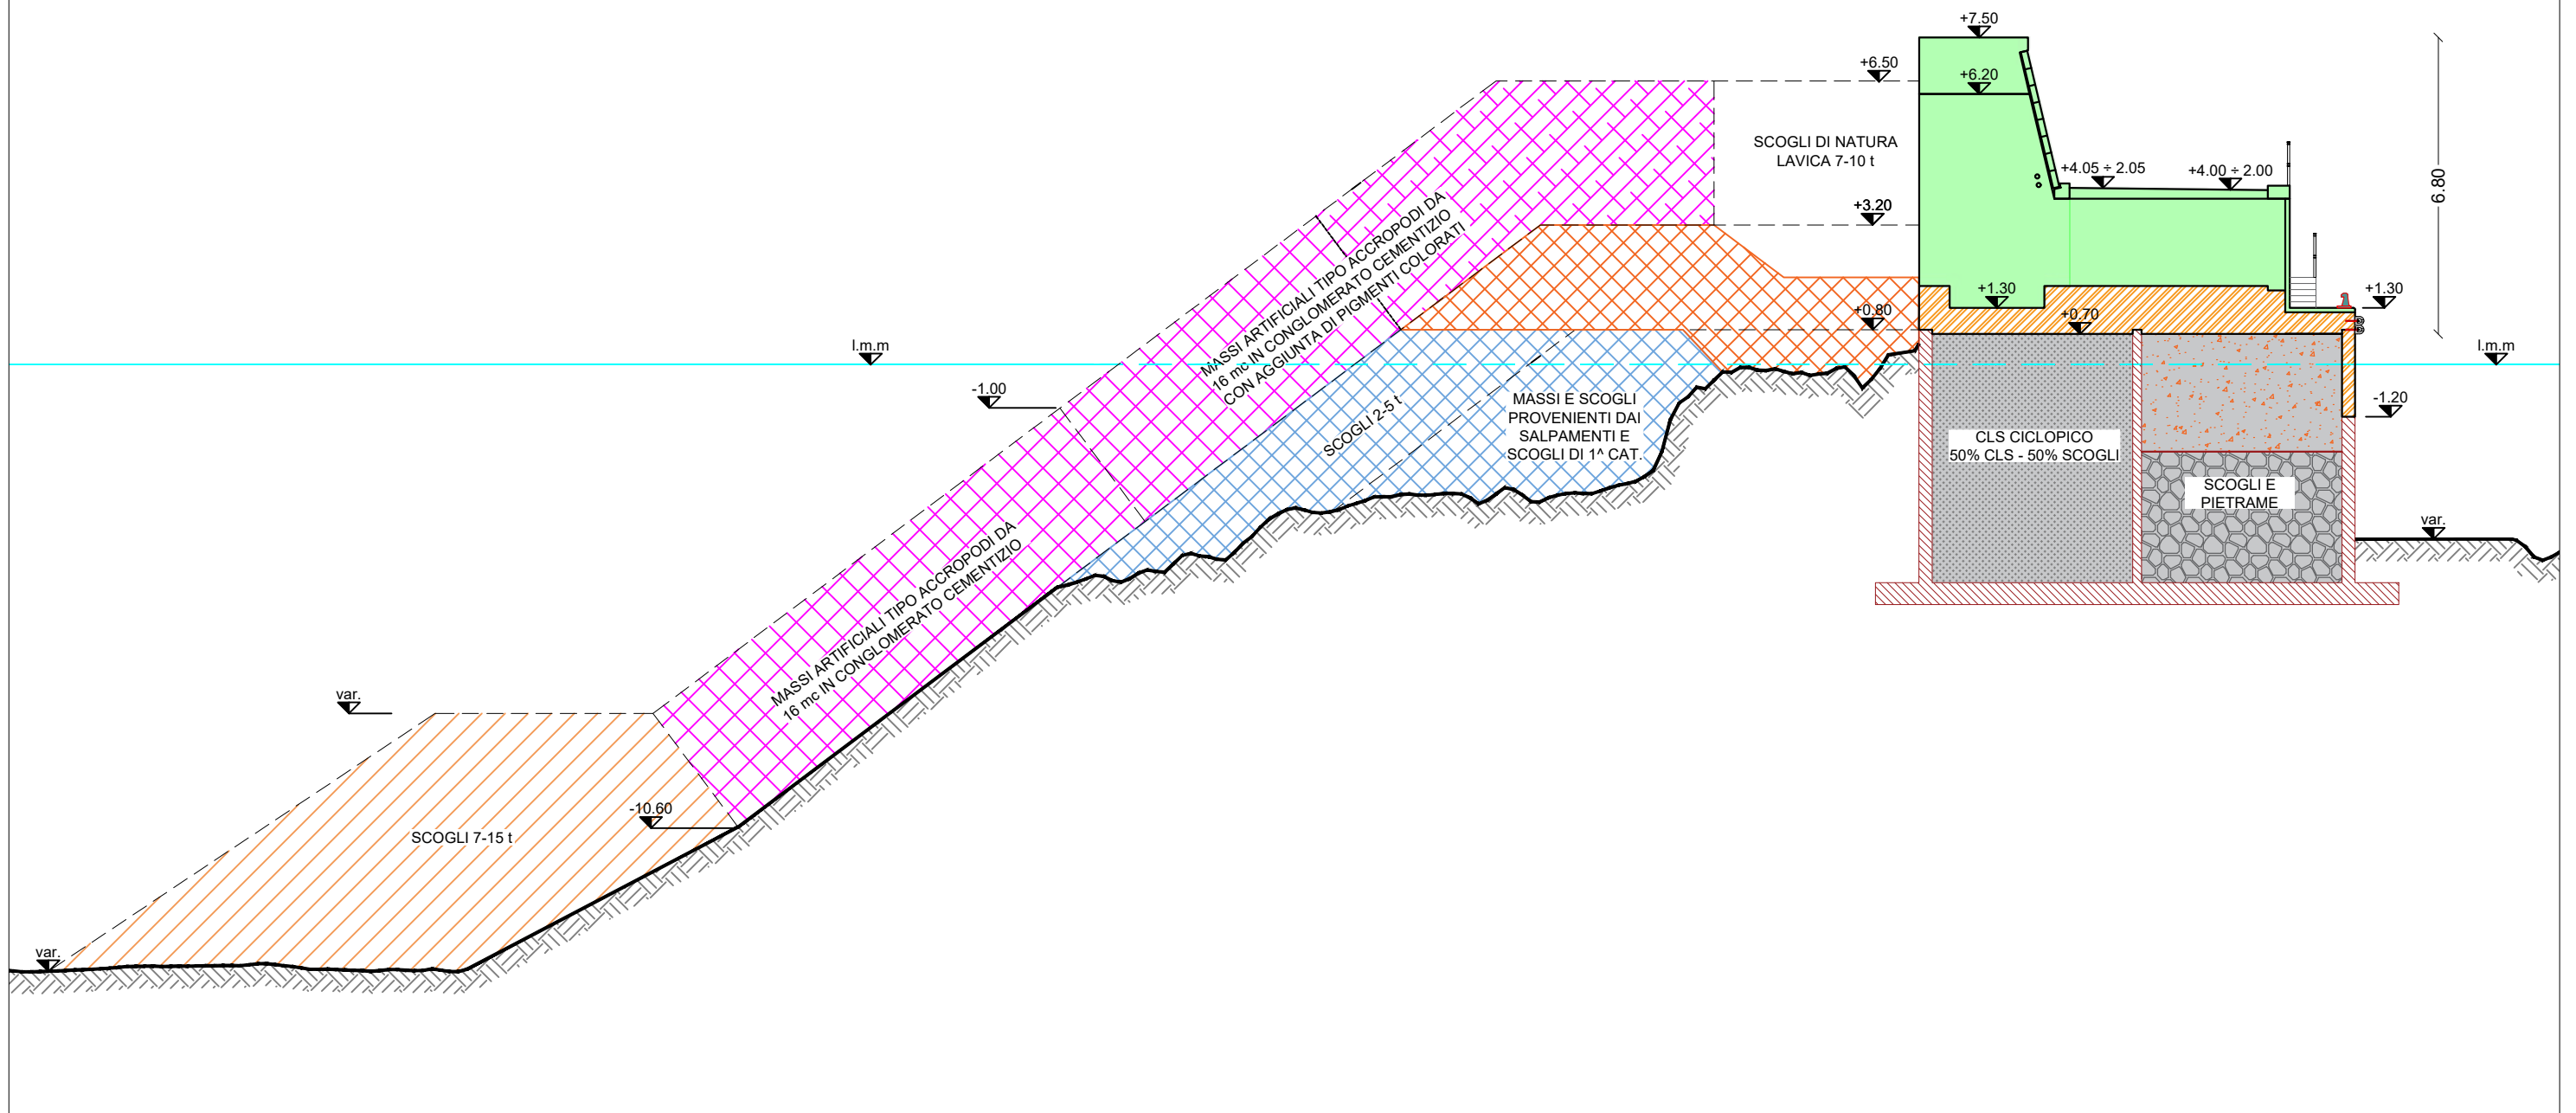 +7.50
+6.50
+6.20
6.80
SCOGLI DI NATURA
LAVICA 7-10 t
+4.05 ÷ 2.05
+4.00 ÷ 2.00
+3.20
MASSI ARTIFICIALI TIPO ACCROPODI DA
16 mc IN CONGLOMERATO CEMENTIZIO
CON AGGIUNTA DI PIGMENTI COLORATI
+1.30
+1.30
+0.80
+0.70
l.m.m
l.m.m
-1.00
-1.20
SCOGLI 2-5 t
MASSI E SCOGLI
PROVENIENTI DAI
SALPAMENTI E
SCOGLI DI 1^ CAT.
CLS CICLOPICO
50% CLS - 50% SCOGLI
SCOGLI E
PIETRAME
var.
MASSI ARTIFICIALI TIPO ACCROPODI DA
16 mc IN CONGLOMERATO CEMENTIZIO
var.
-10.60
SCOGLI 7-15 t
var.